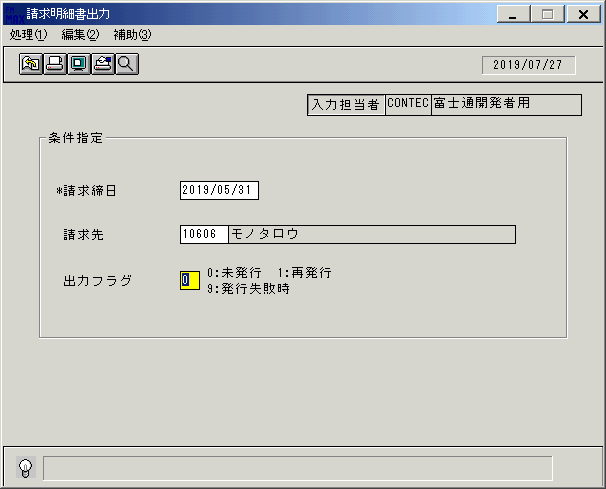 請求明細書出力
処理(1) 編集(2) 補助(3)
2019/07/27
入力担当者 CONTEC 富士通開発者用
条件指定
*請求締日 2019/05/31
請求先 10606 モノタロウ
出力フラグ 0 0:未発行 1:再発行
9:発行失敗時